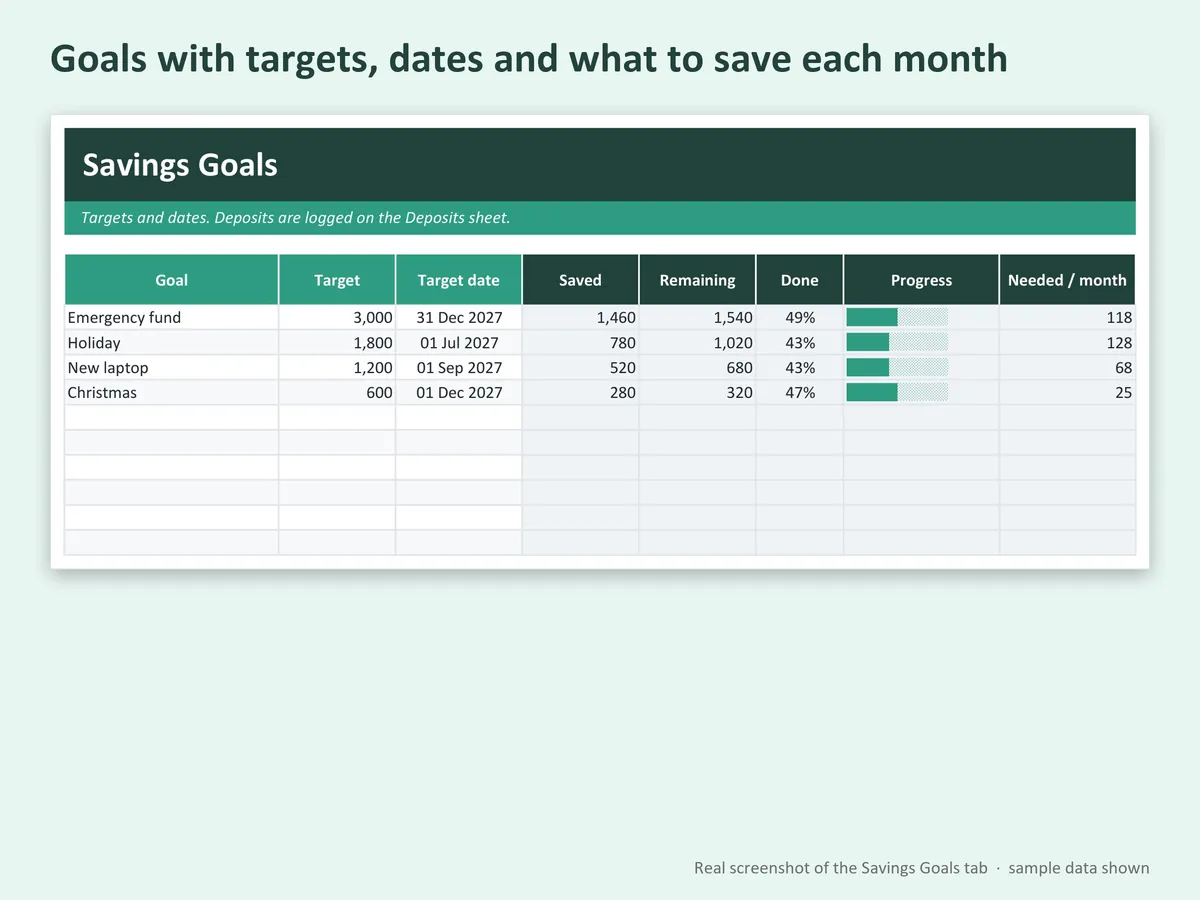 Goals with targets, dates and what to save each month
Savings Goals
Targets and dates. Deposits are logged on the Deposits sheet.
Goal Target Target date Saved Remaining Done Progress Needed / month
Emergency fund 3,000 31 Dec 2027 1,460 1,540 49% 118
Holiday 1,800 01 Jul 2027 780 1,020 43% 128
New laptop 1,200 01 Sep 2027 520 680 43% 68
Christmas 600 01 Dec 2027 280 320 47% 25
Real screenshot of the Savings Goals tab · sample data shown